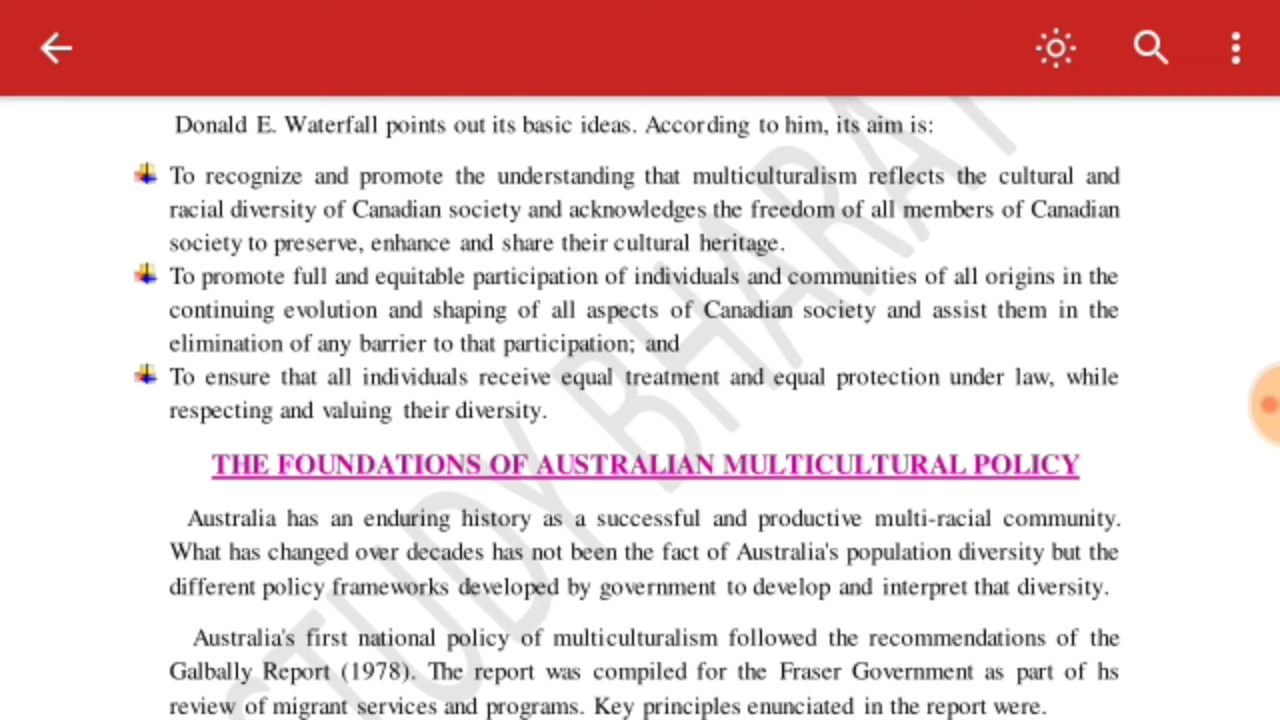 Donald E. Waterfall points out its basic ideas. According to him, its aim is:
To recognize and promote the understanding that multiculturalism reflects the cultural and
racial diversity of Canadian society and acknowledges the freedom of all members of Canadian
society to preserve, enhance and share their cultural heritage.
To promote full and equitable participation of individuals and communities of all origins in the
continuing evolution and shaping of all aspects of Canadian society and assist them in the
elimination of any barrier to that participation; and
To ensure that all individuals receive equal treatment and equal protection under law, while
respecting and valuing their diversity.
THE FOUNDATIONS OF AUSTRALIAN MULTICULTURAL POLICY
Australia has an enduring history as a successful and productive multi-racial community.
What has changed over decades has not been the fact of Australia's population diversity but the
different policy frameworks developed by government to develop and interpret that diversity.
Australia's first national policy of multiculturalism followed the recommendations of the
Galbally Report (1978). The report was compiled for the Fraser Government as part of hs
review of migrant services and programs. Key principles enunciated in the report were.
STUDY BHARAT